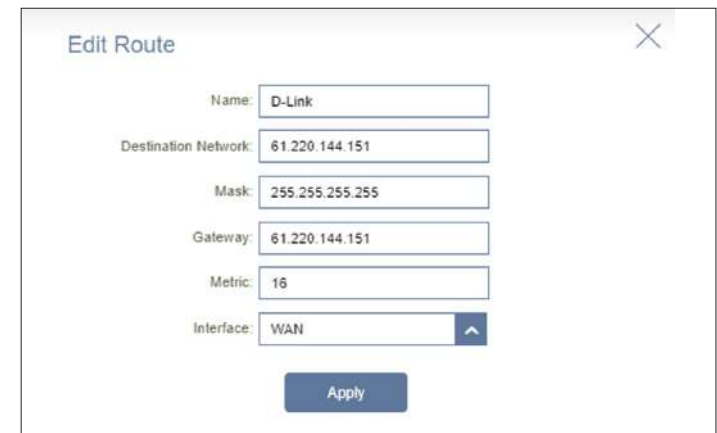 Edit Route
Name: D-Link
Destination Network: 61.220.144.151
Mask: 255.255.255.255
Gateway: 61.220.144.151
Metric: 16
Interface: WAN
Apply